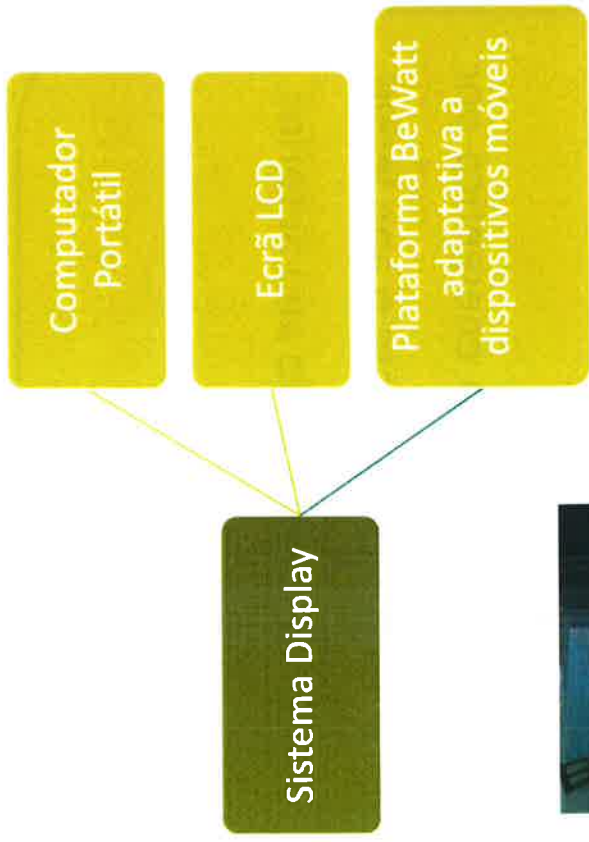 Sistema Display
Computador
Portátil
Ecrã LCD
Plataforma BeWatt
adaptativa a
dispositivos móveis